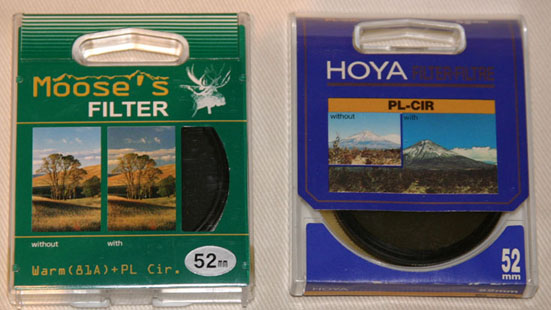 Moose's
FILTER
without
with
52mm
Warm(81A)+PL Cir.
HOYA FILTER-FILTRE
PL-CIR
without
with
52
mm